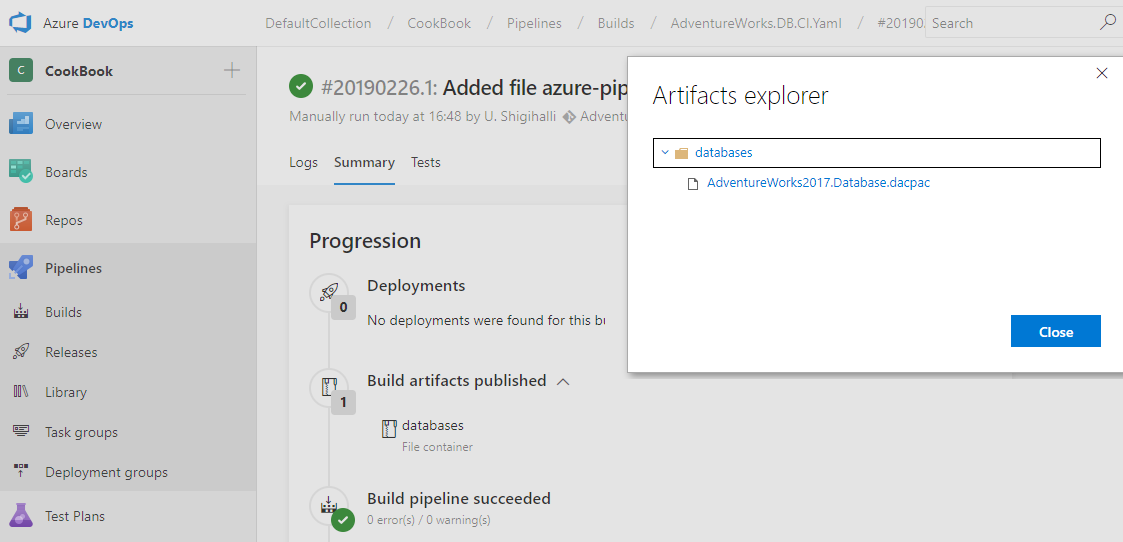 Azure DevOps
DefaultCollection / CookBook / Pipelines / Builds / AdventureWorks.DB.CI.Yaml / #20190
Search
C CookBook
Overview
Boards
Repos
Pipelines
Builds
Releases
Library
Task groups
Deployment groups
Test Plans
#20190226.1: Added file azure-pip
Manually run today at 16:48 by U. Shigihalli Adventu
Logs Summary Tests
Progression
Deployments
0
No deployments were found for this bu
Build artifacts published
1
databases
File container
Build pipeline succeeded
0 error(s) / 0 warning(s)
Artifacts explorer
databases
AdventureWorks2017.Database.dacpac
Close